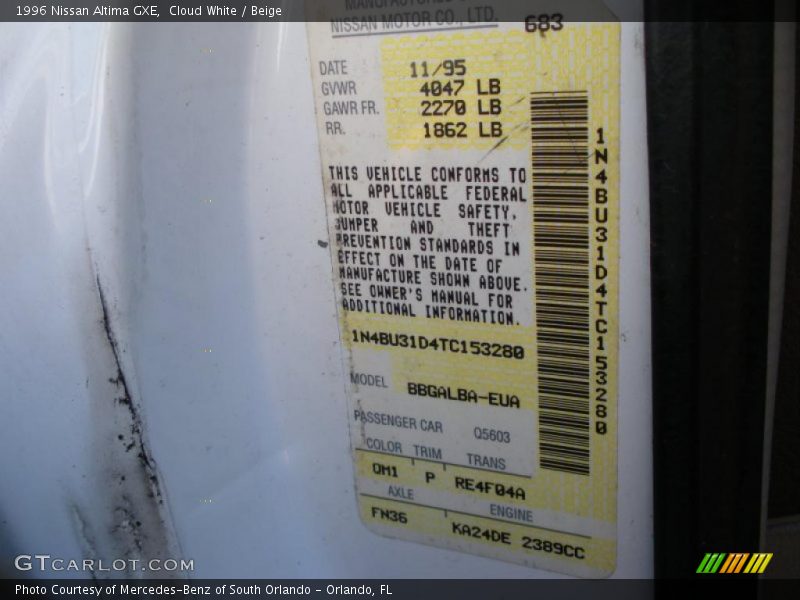 1996 Nissan Altima GXE,  Cloud White / Beige
NISSAN MOTOR CO., LTD. 683
DATE 11/95
GVWR 4047 LB
GAWR FR. 2270 LB
RR. 1862 LB
THIS VEHICLE CONFORMS TO
ALL APPLICABLE FEDERAL
MOTOR VEHICLE SAFETY,
BUMPER AND THEFT
PREVENTION STANDARDS IN
EFFECT ON THE DATE OF
MANUFACTURE SHOWN ABOVE.
SEE OWNER'S MANUAL FOR
ADDITIONAL INFORMATION.
1N4BU31D4TC153280
1N4BU31D4TC153280
MODEL BBGALBA-EUA
PASSENGER CAR Q5603
COLOR TRIM TRANS
QM1 P RE4F04A
AXLE ENGINE
FN36 KA24DE 2389CC
GTCARLOT.COM
Photo Courtesy of Mercedes-Benz of South Orlando - Orlando, FL